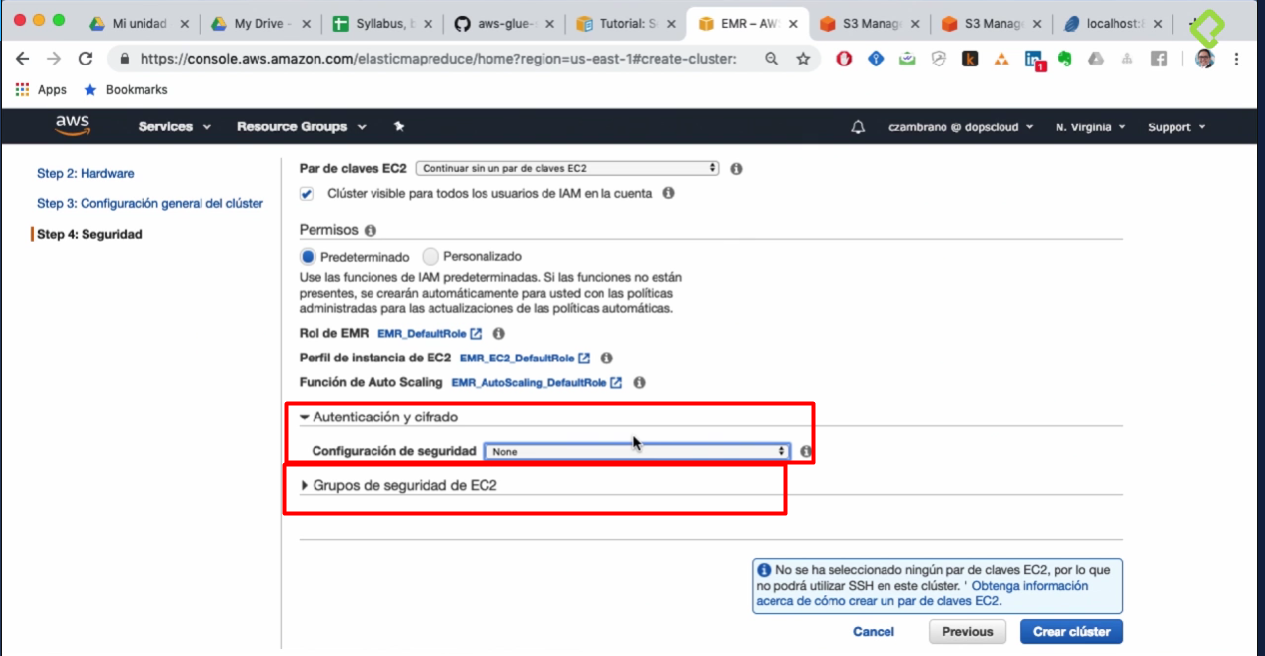 Mi unidad
My Drive -
Syllabus, b
aws-glue-
Tutorial: S
EMR – AW
S3 Manag
S3 Manag
localhost:
https://console.aws.amazon.com/elasticmapreduce/home?region=us-east-1#create-cluster:
1
Apps
Bookmarks
aws
Services
Resource Groups
czambrano @ dopscloud
N. Virginia
Support
Step 2: Hardware
Step 3: Configuración general del clúster
Step 4: Seguridad
Par de claves EC2 Continuar sin un par de claves EC2
Clúster visible para todos los usuarios de IAM en la cuenta
Permisos
Predeterminado Personalizado
Use las funciones de IAM predeterminadas. Si las funciones no están
presentes, se crearán automáticamente para usted con las políticas
administradas para las actualizaciones de las políticas automáticas.
Rol de EMR EMR_DefaultRole
Perfil de instancia de EC2 EMR_EC2_DefaultRole
Función de Auto Scaling EMR_AutoScaling_DefaultRole
Autenticación y cifrado
Configuración de seguridad None
Grupos de seguridad de EC2
No se ha seleccionado ningún par de claves EC2, por lo que
no podrá utilizar SSH en este clúster. ' Obtenga información
acerca de cómo crear un par de claves EC2.
Cancel
Previous
Crear clúster